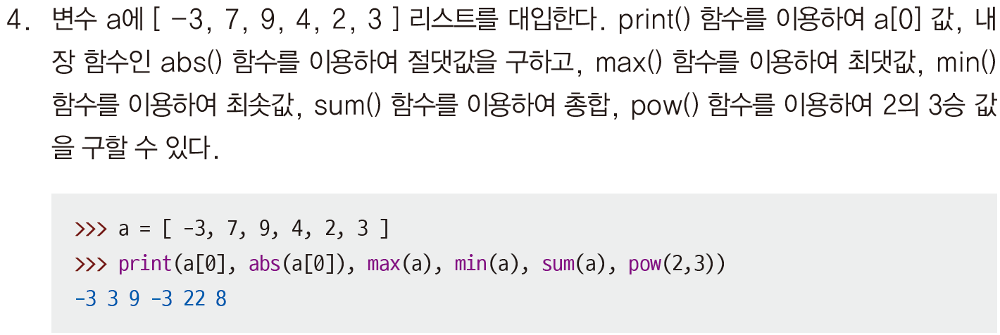 4. 변수 a에 [ -3, 7, 9, 4, 2, 3 ] 리스트를 대입한다. print() 함수를 이용하여 a[0] 값, 내
장 함수인 abs() 함수를 이용하여 절댓값을 구하고, max() 함수를 이용하여 최댓값, min()
함수를 이용하여 최솟값, sum() 함수를 이용하여 총합, pow() 함수를 이용하여 2의 3승 값
을 구할 수 있다.
>>> a = [ -3, 7, 9, 4, 2, 3 ]
>>> print(a[0], abs(a[0]), max(a), min(a), sum(a), pow(2,3))
-3 3 9 -3 22 8